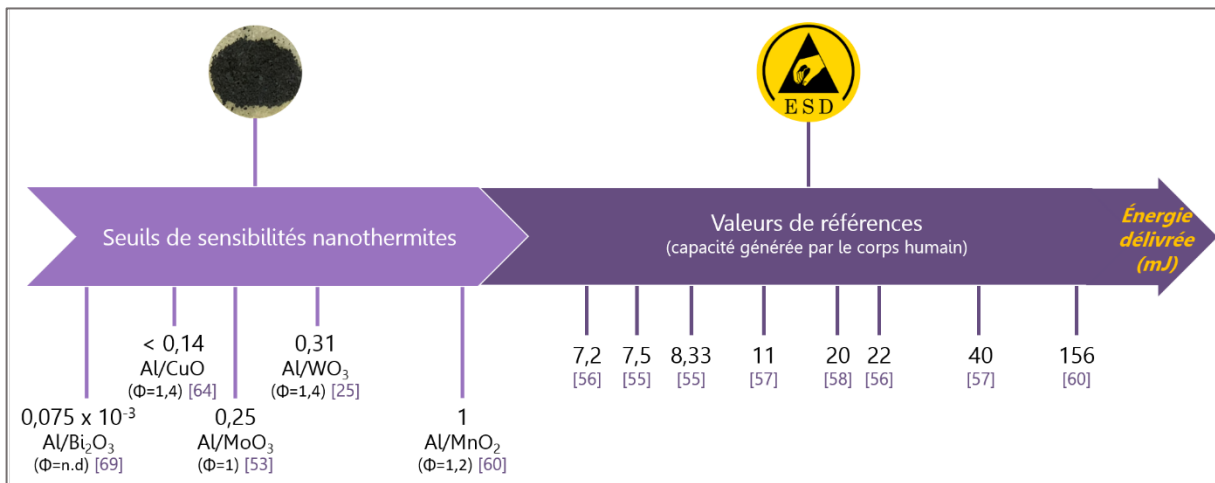 ESD
Seuils de sensibilités nanothermites
Valeurs de références
(capacité générée par le corps humain)
Énergie
délivrée
(mJ)
0,075 x 10⁻³
Al/Bi₂O₃
(Φ=n.d) [69]
< 0,14
Al/CuO
(Φ=1,4) [64]
0,25
Al/MoO₃
(Φ=1) [53]
0,31
Al/WO₃
(Φ=1,4) [25]
1
Al/MnO₂
(Φ=1,2) [60]
7,2
[56]
7,5
[55]
8,33
[55]
11
[57]
20
[58]
22
[56]
40
[57]
156
[60]